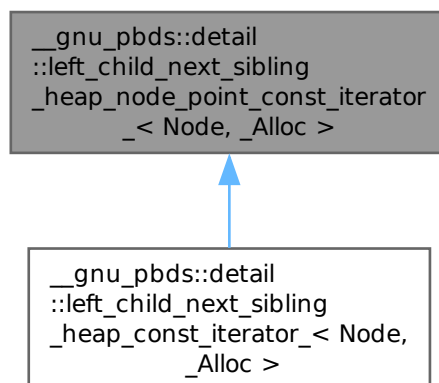 __gnu_pbds::detail
::left_child_next_sibling
_heap_node_point_const_iterator
_< Node, _Alloc >
__gnu_pbds::detail
::left_child_next_sibling
_heap_const_iterator_< Node,
_Alloc >